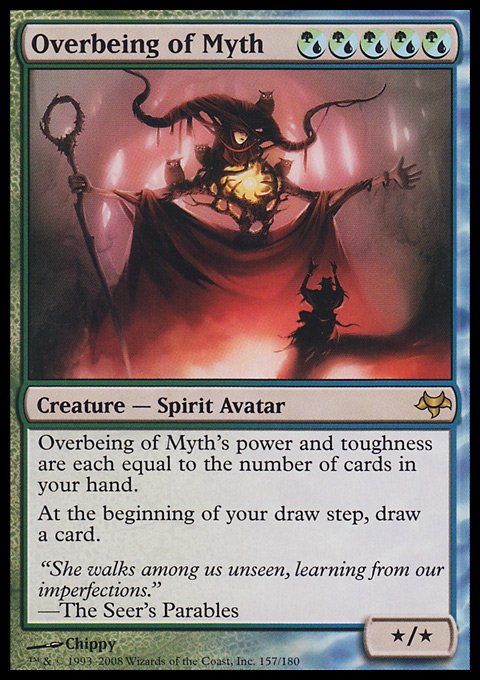 Overbeing of Myth
Creature — Spirit Avatar
Overbeing of Myth's power and toughness
are each equal to the number of cards in
your hand.
At the beginning of your draw step, draw
a card.
“She walks among us unseen, learning from our
imperfections.”
—The Seer's Parables
★/★
Chippy
™ & © 1993–2008 Wizards of the Coast, Inc. 157/180